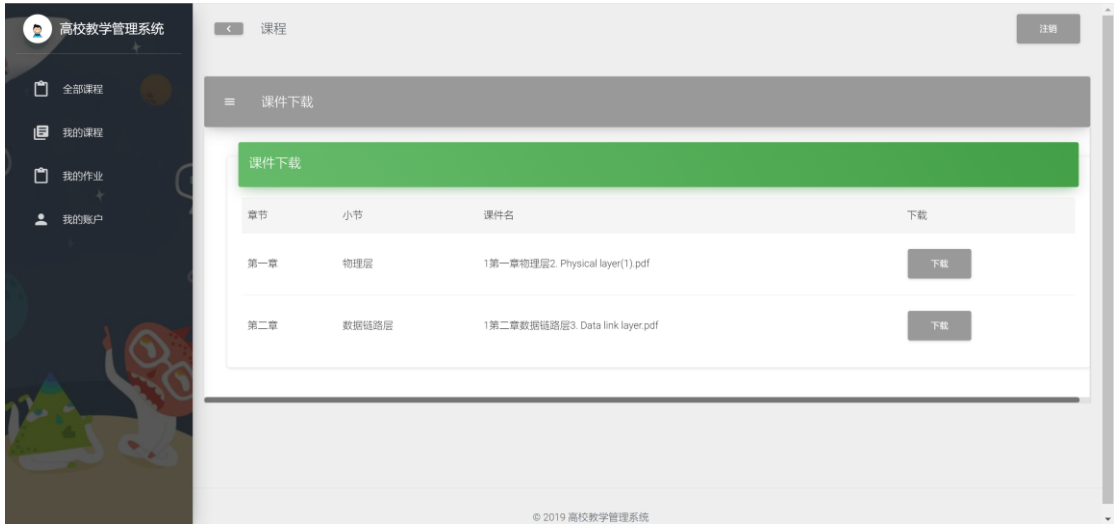 高校教学管理系统
课程
注销
全部课程
我的课程
我的作业
我的账户
课件下载
课件下载
章节 小节 课件名 下载
第一章 物理层 1第一章物理层2. Physical layer(1).pdf 下载
第二章 数据链路层 1第二章数据链路层3. Data link layer.pdf 下载
© 2019 高校教学管理系统